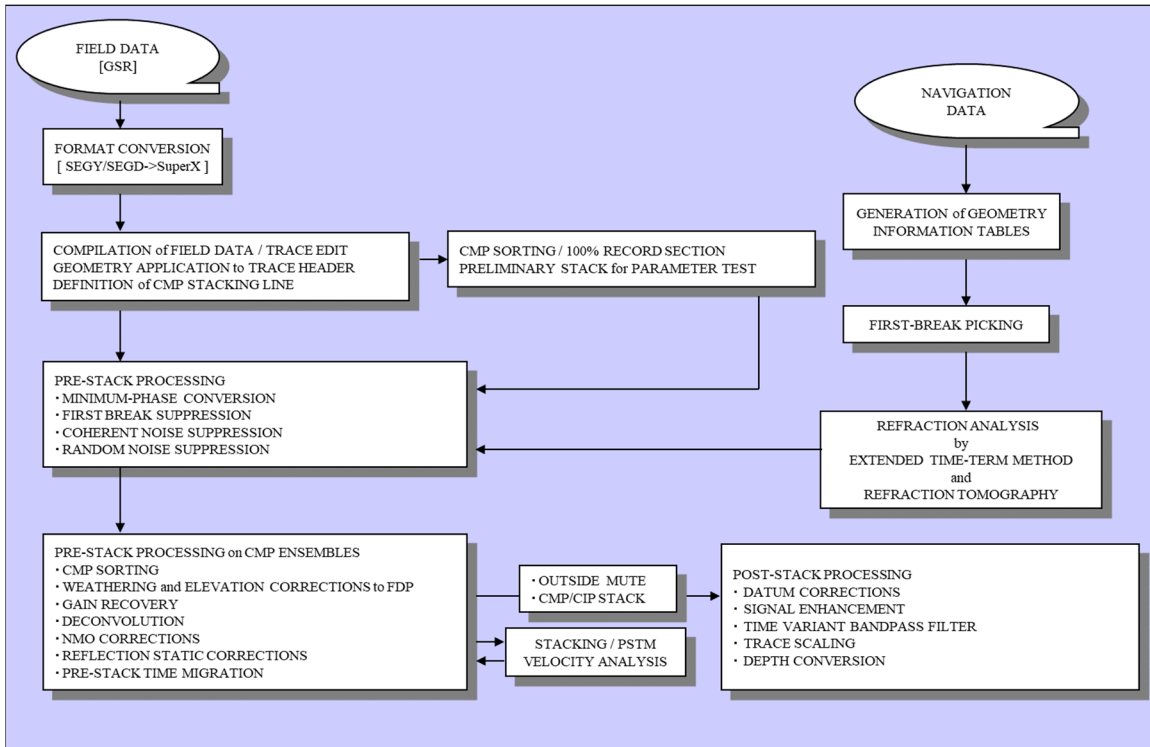 FIELD DATA
[GSR]
FORMAT CONVERSION
[ SEGY/SEGD->SuperX ]
COMPILATION of FIELD DATA / TRACE EDIT
GEOMETRY APPLICATION to TRACE HEADER
DEFINITION of CMP STACKING LINE
CMP SORTING / 100% RECORD SECTION
PRELIMINARY STACK for PARAMETER TEST
NAVIGATION
DATA
GENERATION of GEOMETRY
INFORMATION TABLES
FIRST-BREAK PICKING
REFRACTION ANALYSIS
by
EXTENDED TIME-TERM METHOD
and
REFRACTION TOMOGRAPHY
PRE-STACK PROCESSING
・MINIMUM-PHASE CONVERSION
・FIRST BREAK SUPPRESSION
・COHERENT NOISE SUPPRESSION
・RANDOM NOISE SUPPRESSION
PRE-STACK PROCESSING on CMP ENSEMBLES
・CMP SORTING
・WEATHERING and ELEVATION CORRECTIONS to FDP
・GAIN RECOVERY
・DECONVOLUTION
・NMO CORRECTIONS
・REFLECTION STATIC CORRECTIONS
・PRE-STACK TIME MIGRATION
・OUTSIDE MUTE
・CMP/CIP STACK
STACKING / PSTM
VELOCITY ANALYSIS
POST-STACK PROCESSING
・DATUM CORRECTIONS
・SIGNAL ENHANCEMENT
・TIME VARIANT BANDPASS FILTER
・TRACE SCALING
・DEPTH CONVERSION